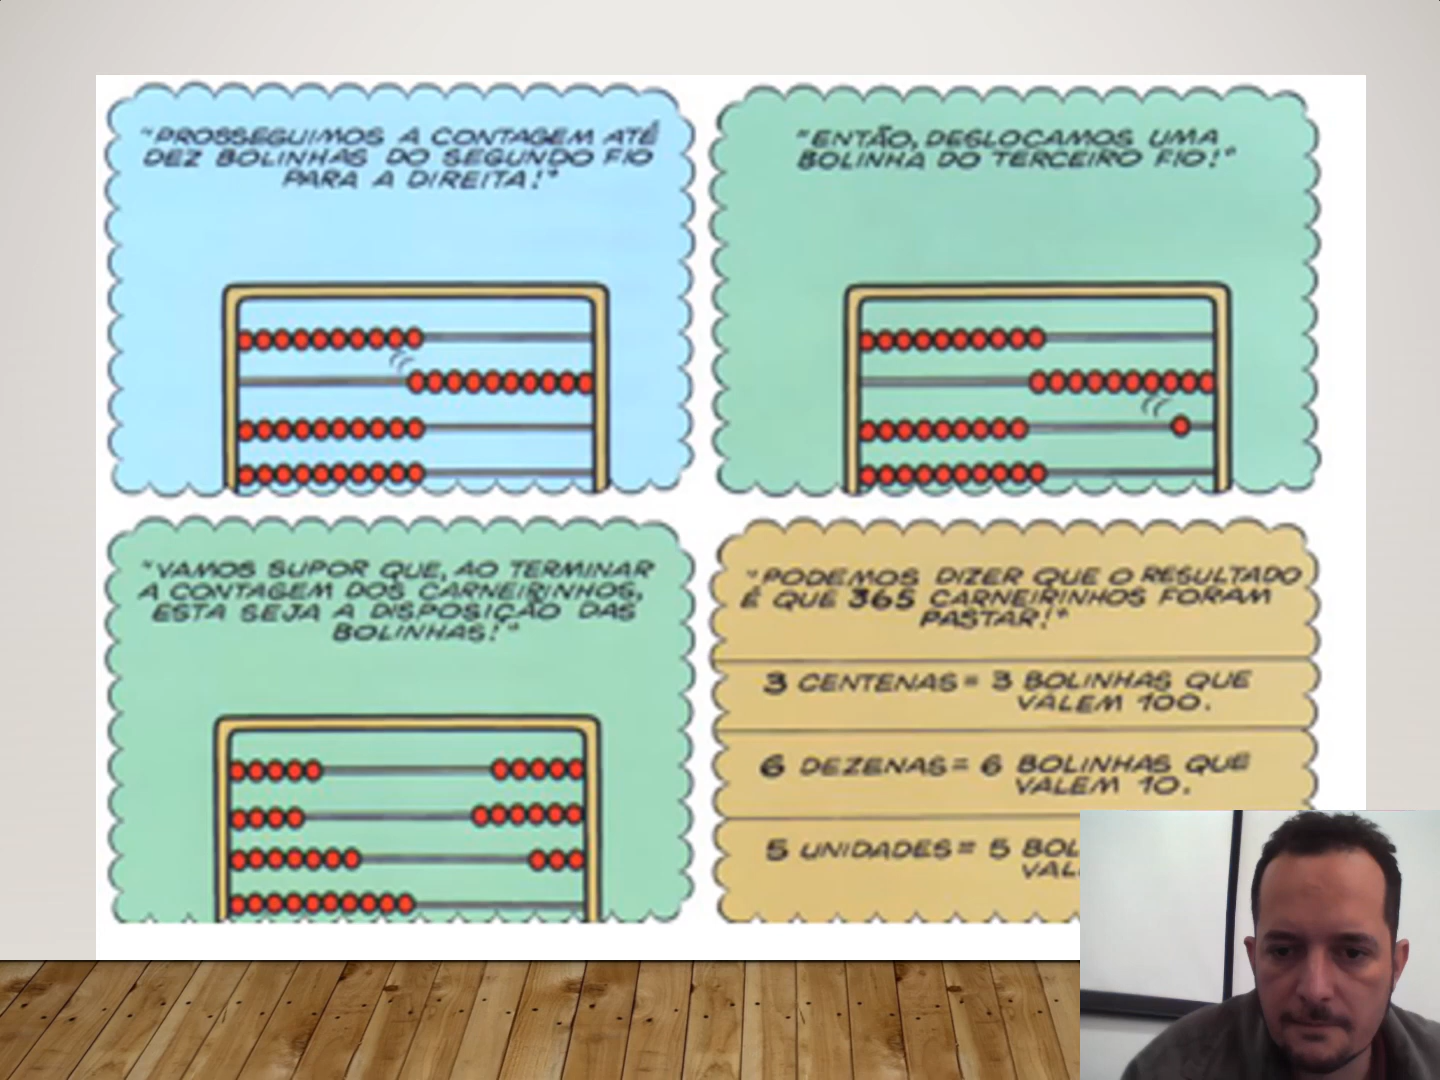 "PROSSEGUIMOS A CONTAGEM ATÉ
DEZ BOLINHAS DO SEGUNDO FIO
PARA A DIREITA!"
"ENTÃO, DESLOCAMOS UMA
BOLINHA DO TERCEIRO FIO!"
"VAMOS SUPOR QUE, AO TERMINAR
A CONTAGEM DOS CARNEIRINHOS,
ESTA SEJA A DISPOSIÇÃO DAS
BOLINHAS!"
"PODEMOS DIZER QUE O RESULTADO
É QUE 365 CARNEIRINHOS FORAM
PASTAR!"
3 CENTENAS = 3 BOLINHAS QUE
VALEM 100.
6 DEZENAS = 6 BOLINHAS QUE
VALEM 10.
5 UNIDADES = 5 BOL
VAL